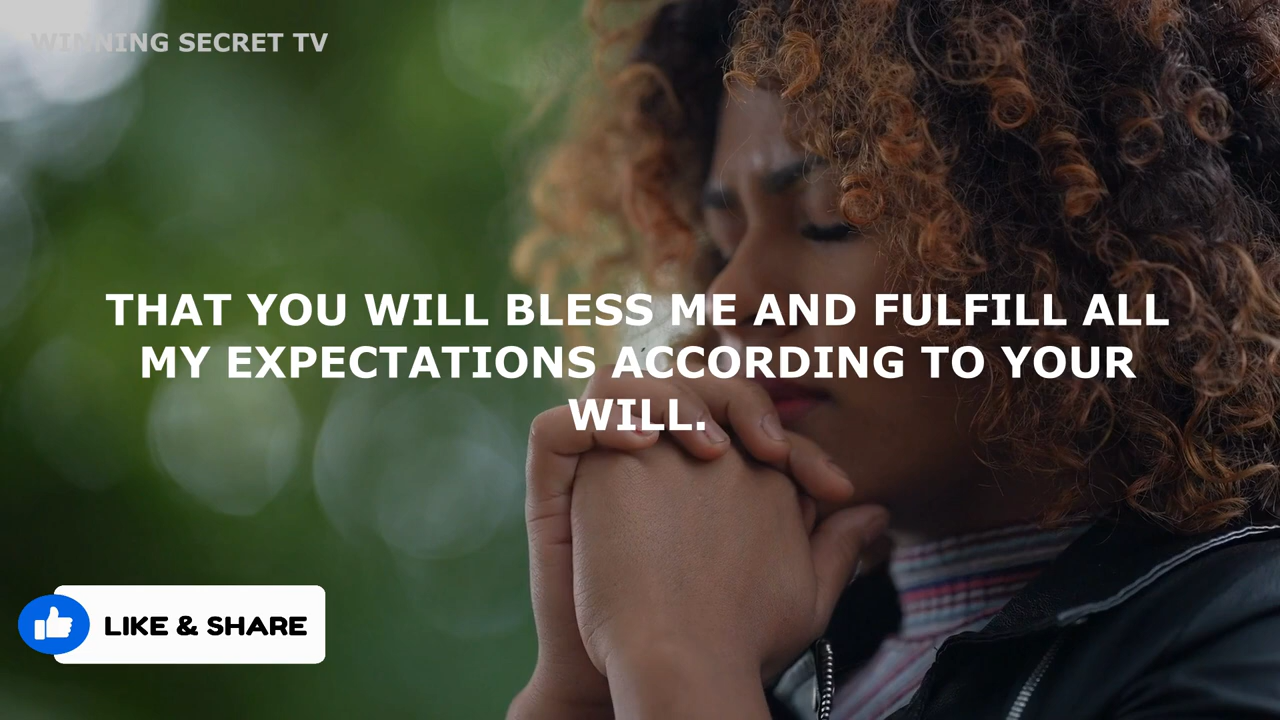 WINNING SECRET TV
THAT YOU WILL BLESS ME AND FULFILL ALL
MY EXPECTATIONS ACCORDING TO YOUR
WILL.
LIKE & SHARE